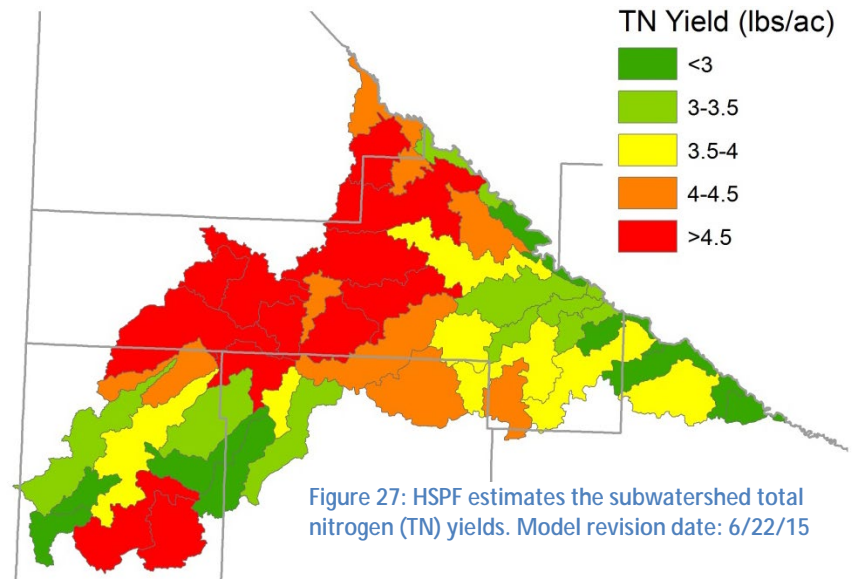 TN Yield (lbs/ac)
<3
3-3.5
3.5-4
4-4.5
>4.5
Figure 27: HSPF estimates the subwatershed total
nitrogen (TN) yields. Model revision date: 6/22/15